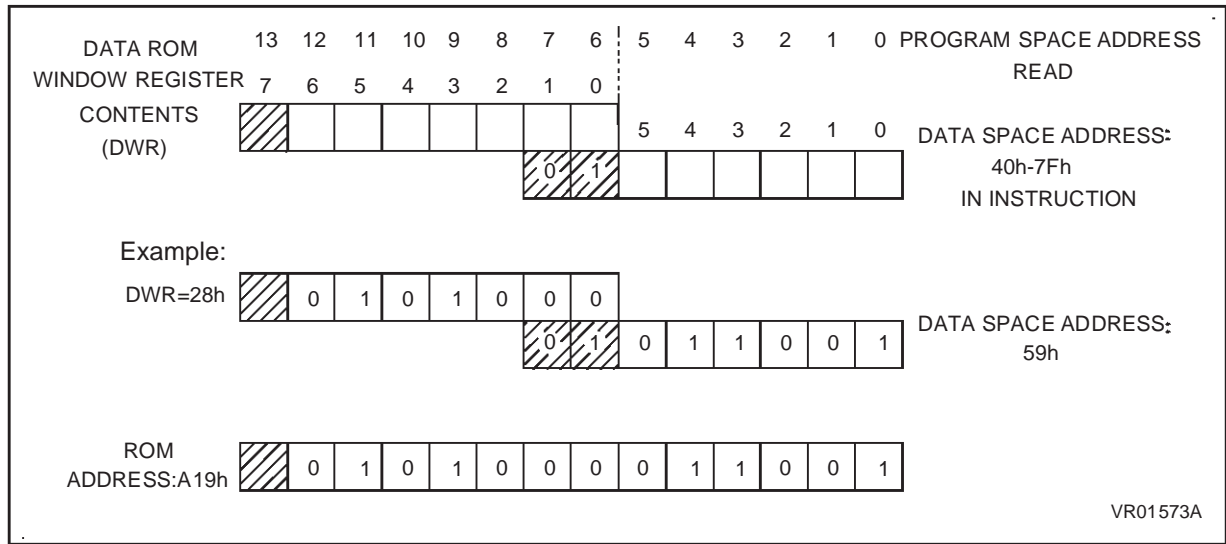 DATA ROM 13 12 11 10 9 8 7 6 5 4 3 2 1 0 PROGRAM SPACE ADDRESS
WINDOW REGISTER 7 6 5 4 3 2 1 0 READ
CONTENTS
(DWR)
5 4 3 2 1 0 DATA SPACE ADDRESS:
0 1 40h-7Fh
IN INSTRUCTION
Example:
DWR=28h 0 1 0 1 0 0 0
0 1 0 1 1 0 0 1 DATA SPACE ADDRESS:
59h
ROM
ADDRESS:A19h 0 1 0 1 0 0 0 0 1 1 0 0 1
VR01573A